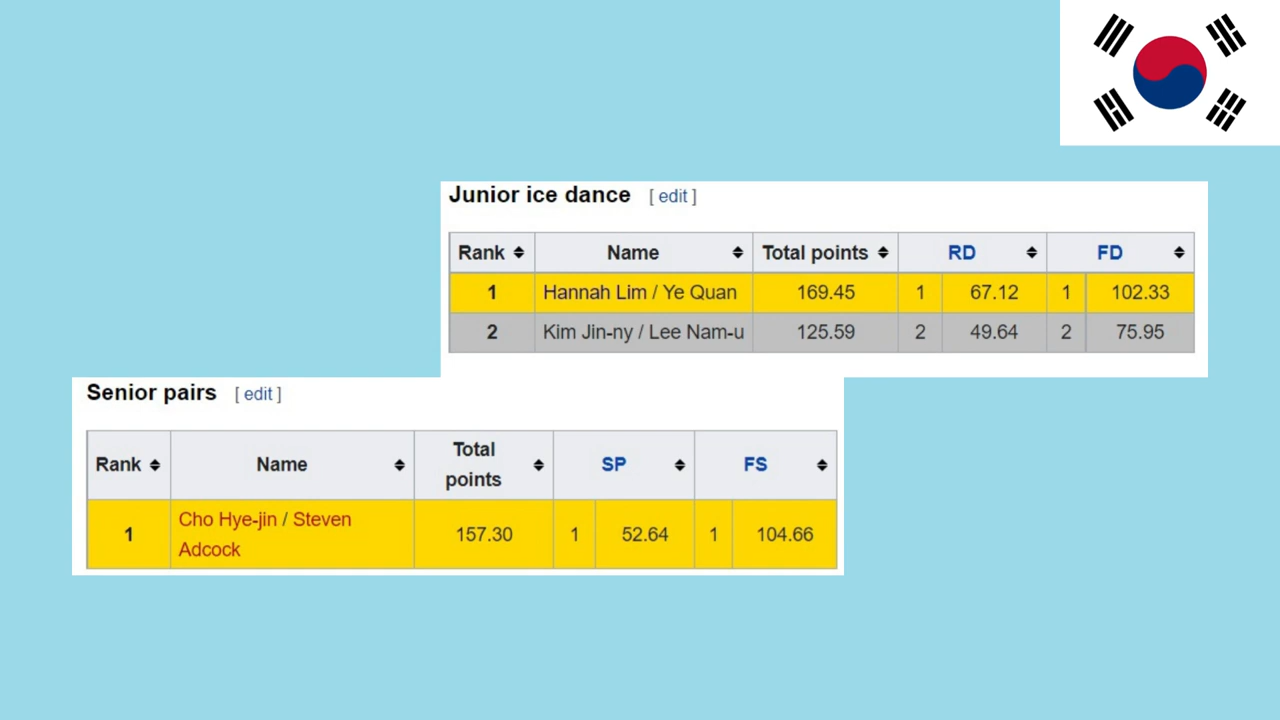 Junior ice dance [ edit ]
Rank Name Total points RD FD
1 Hannah Lim / Ye Quan 169.45 1 67.12 1 102.33
2 Kim Jin-ny / Lee Nam-u 125.59 2 49.64 2 75.95
Senior pairs [ edit ]
Rank Name Total points SP FS
1 Cho Hye-jin / Steven Adcock 157.30 1 52.64 1 104.66